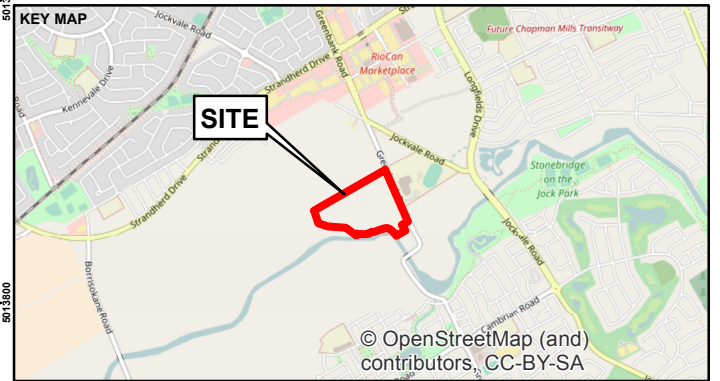 KEY MAP
Jockvale Road
Greenbank Road
Future Chapman Mills Transitway
Strandherd Drive
RioCan
Marketplace
Kennevale Drive
Longfields Drive
Road
SITE
Jockvale Road
Stonebridge
on the
Jock Park
Strandherd Drive
Jockvale Road
Borrisokane Road
5013800
Cambrian Road
© OpenStreetMap (and)
contributors, CC-BY-SA